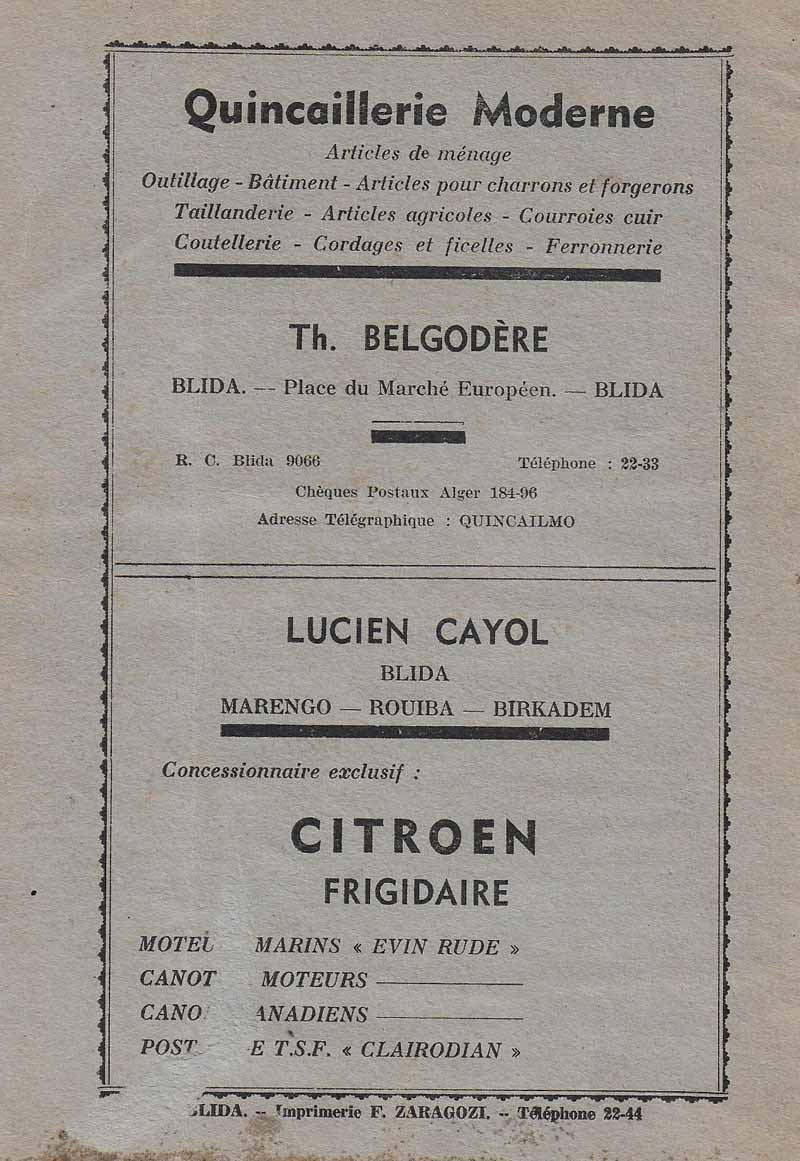 Quincaillerie Moderne
Articles de ménage
Outillage - Bâtiment - Articles pour charrons et forgerons
Taillanderie - Articles agricoles - Courroies cuir
Coutellerie - Cordages et ficelles - Ferronnerie
Th. BELGODÈRE
BLIDA. — Place du Marché Européen. — BLIDA
R. C. Blida 9066 Téléphone : 22-33
Chèques Postaux Alger 184-96
Adresse Télégraphique : QUINCAILMO
LUCIEN CAYOL
BLIDA
MARENGO — ROUIBA — BIRKADEM
Concessionnaire exclusif :
CITROEN
FRIGIDAIRE
MARINS « EVIN RUDE »
MOTEURS
T.S.F. « CLAIRODIAN »
Imprimerie F. ZARAGOZI. -- Téléphone 22-44